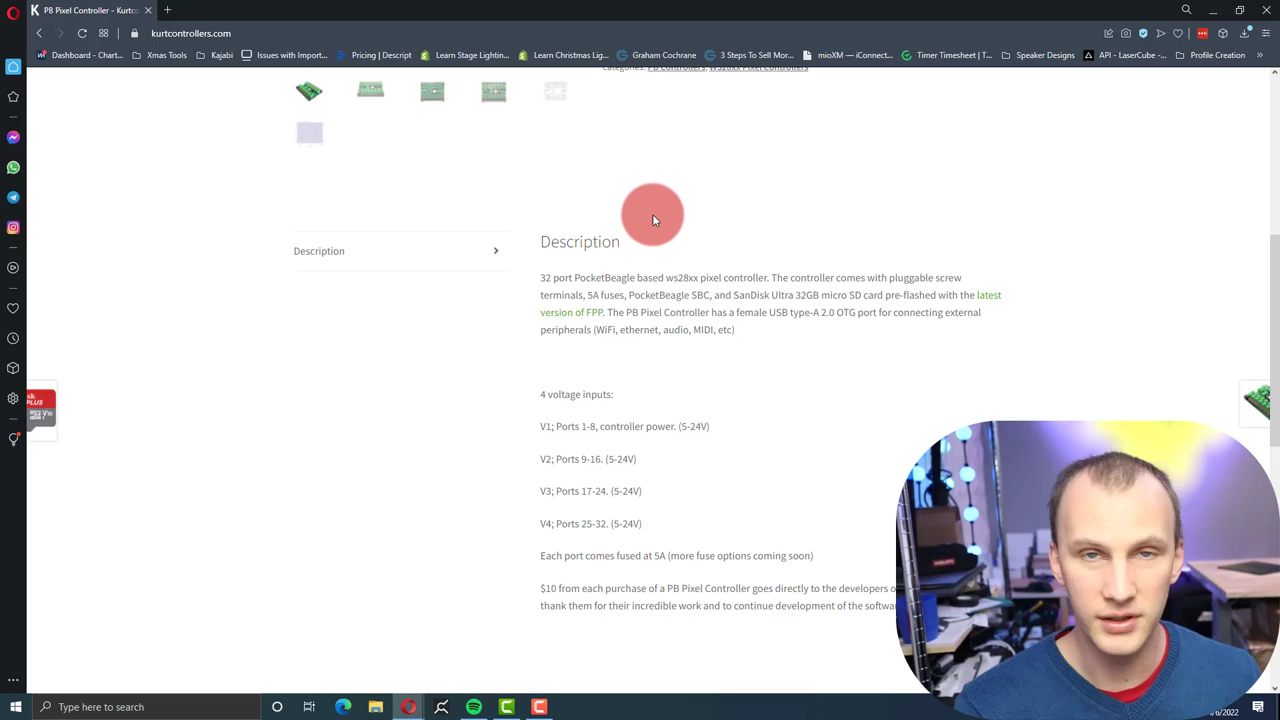 PB Pixel Controller - Kurtc
kurtcontrollers.com
Dashboard - Chart...
Xmas Tools
Kajabi
Issues with Import...
Pricing | Descript
Learn Stage Lightin...
Learn Christmas Lig...
Graham Cochrane
3 Steps To Sell Mor...
mioXM — iConnect...
Timer Timesheet | T...
Speaker Designs
API - LaserCube
Profile Creation
Categories: PB Controllers, WS28xx Pixel Controllers
Description
Description
32 port PocketBeagle based ws28xx pixel controller. The controller comes with pluggable screw
terminals, 5A fuses, PocketBeagle SBC, and SanDisk Ultra 32GB micro SD card pre-flashed with the latest
version of FPP. The PB Pixel Controller has a female USB type-A 2.0 OTG port for connecting external
peripherals (WiFi, ethernet, audio, MIDI, etc)
4 voltage inputs:
V1; Ports 1-8, controller power. (5-24V)
V2; Ports 9-16. (5-24V)
V3; Ports 17-24. (5-24V)
V4; Ports 25-32. (5-24V)
Each port comes fused at 5A (more fuse options coming soon)
$10 from each purchase of a PB Pixel Controller goes directly to the developers o
thank them for their incredible work and to continue development of the softwa
Type here to search
/6/2022